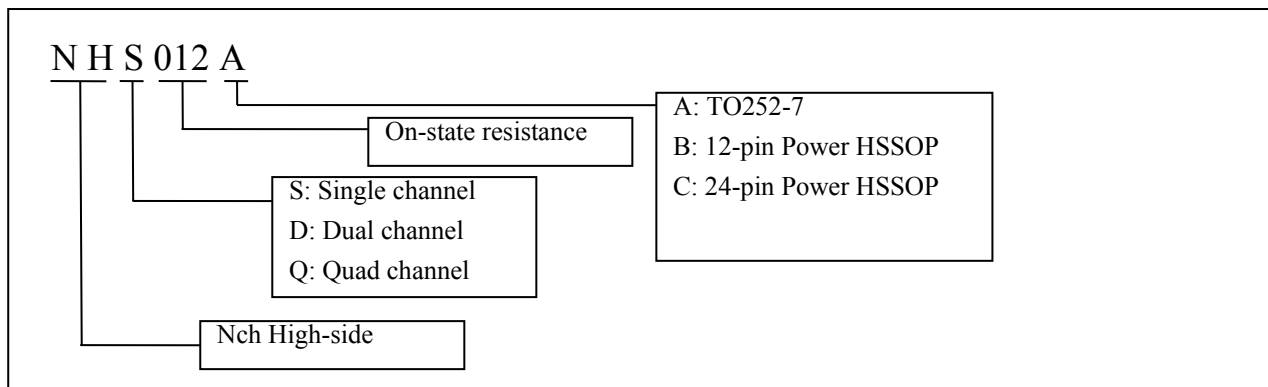 N H S 012 A
A: TO252-7
B: 12-pin Power HSSOP
C: 24-pin Power HSSOP
On-state resistance
S: Single channel
D: Dual channel
Q: Quad channel
Nch High-side